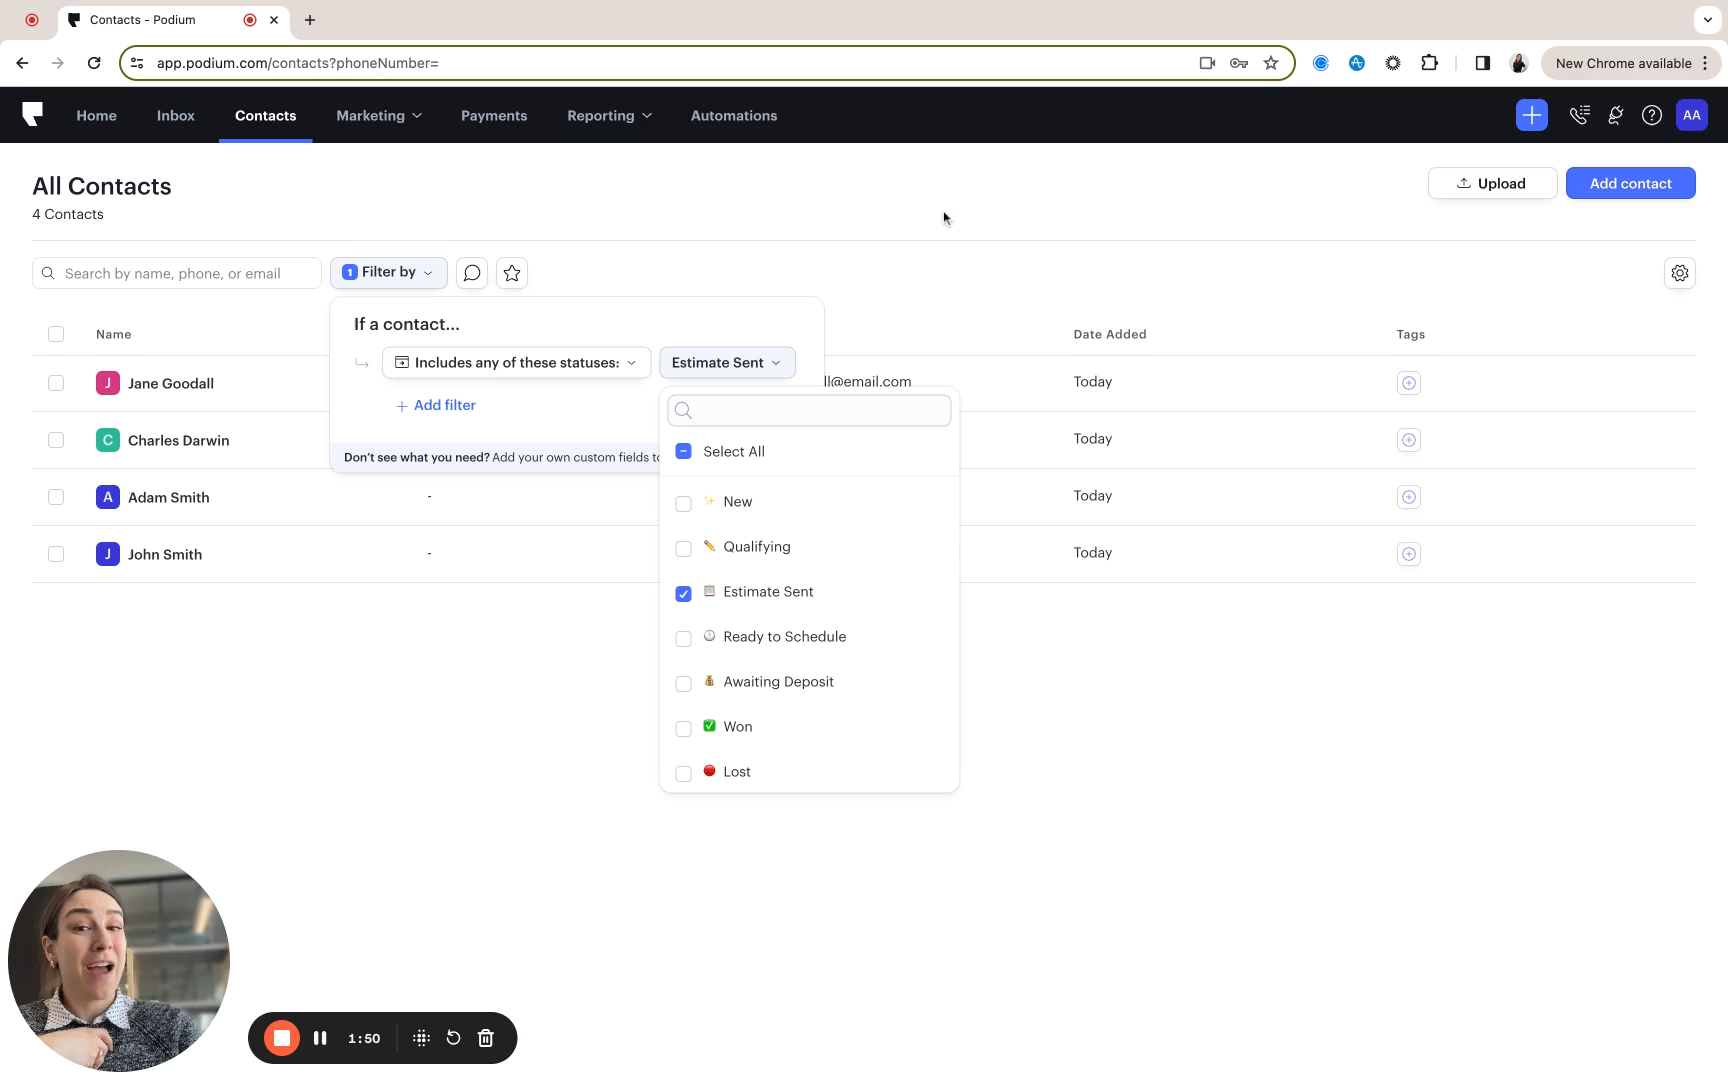 Contacts - Podium
app.podium.com/contacts?phoneNumber=
New Chrome available
Home Inbox Contacts Marketing Payments Reporting Automations AA
All Contacts
4 Contacts
Upload Add contact
Search by name, phone, or email 1 Filter by
If a contact...
Name Date Added Tags
Includes any of these statuses: Estimate Sent
J Jane Goodall ll@email.com Today
Add filter
C Charles Darwin Today
Select All
Don't see what you need? Add your own custom fields to
A Adam Smith - Today
New
Qualifying
J John Smith - Today
Estimate Sent
Ready to Schedule
Awaiting Deposit
Won
Lost
1:50